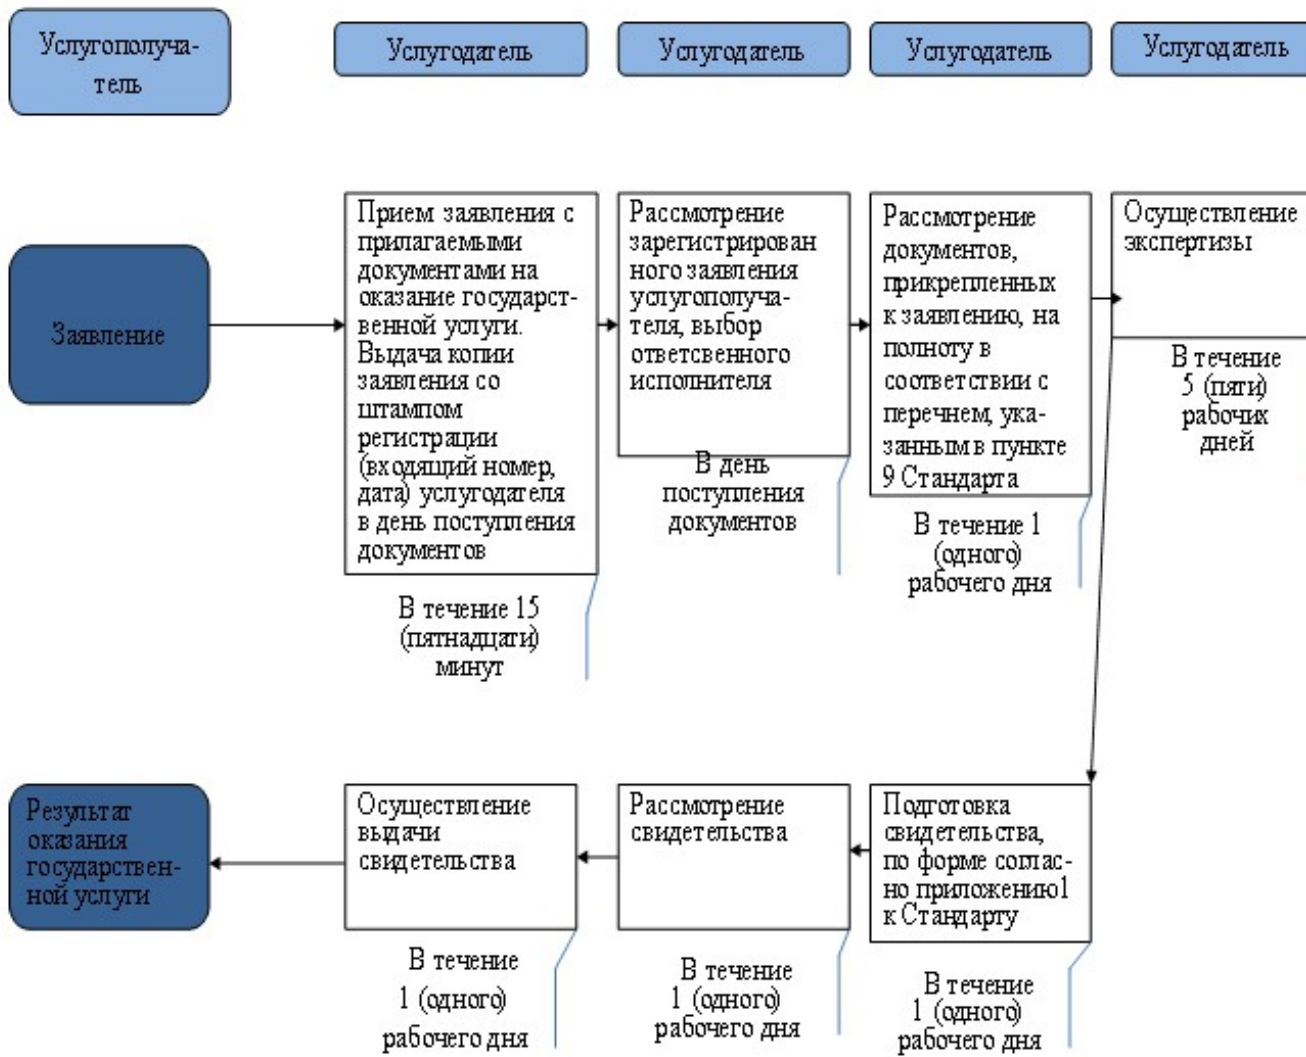 Услугополуча-
тель
Услугодатель
Услугодатель
Услугодатель
Услугодатель
Заявление
Прием заявления с
прилагаемыми
документами на
оказание государст-
венной услуги.
Выдача копии
заявления со
штампом
регистрации
(входящий номер,
дата) услугодателя
в день поступления
документов
В течение 15
(пятнадцати)
минут
Рассмотрение
зарегистрирован
ного заявления
услугополуча-
теля, выбор
ответсвенного
исполнителя
В день
поступления
документов
Рассмотрение
документов,
прикрепленных
к заявлению, на
полноту в
соответствии с
перечнем, ука-
занным в пункте
9 Стандарта
В течение 1
(одного)
рабочего дня
Осуществление
экспертизы
В течение
5 (пяти)
рабочих
дней
Результат
оказания
государствен-
ной услуги
Осуществление
выдачи
свидетельства
В течение
1 (одного)
рабочего дня
Рассмотрение
свидетельства
В течение
1 (одного)
рабочего дня
Подготовка
свидетельства,
по форме соглас-
но приложению1
к Стандарту
В течение
1 (одного)
рабочего дня